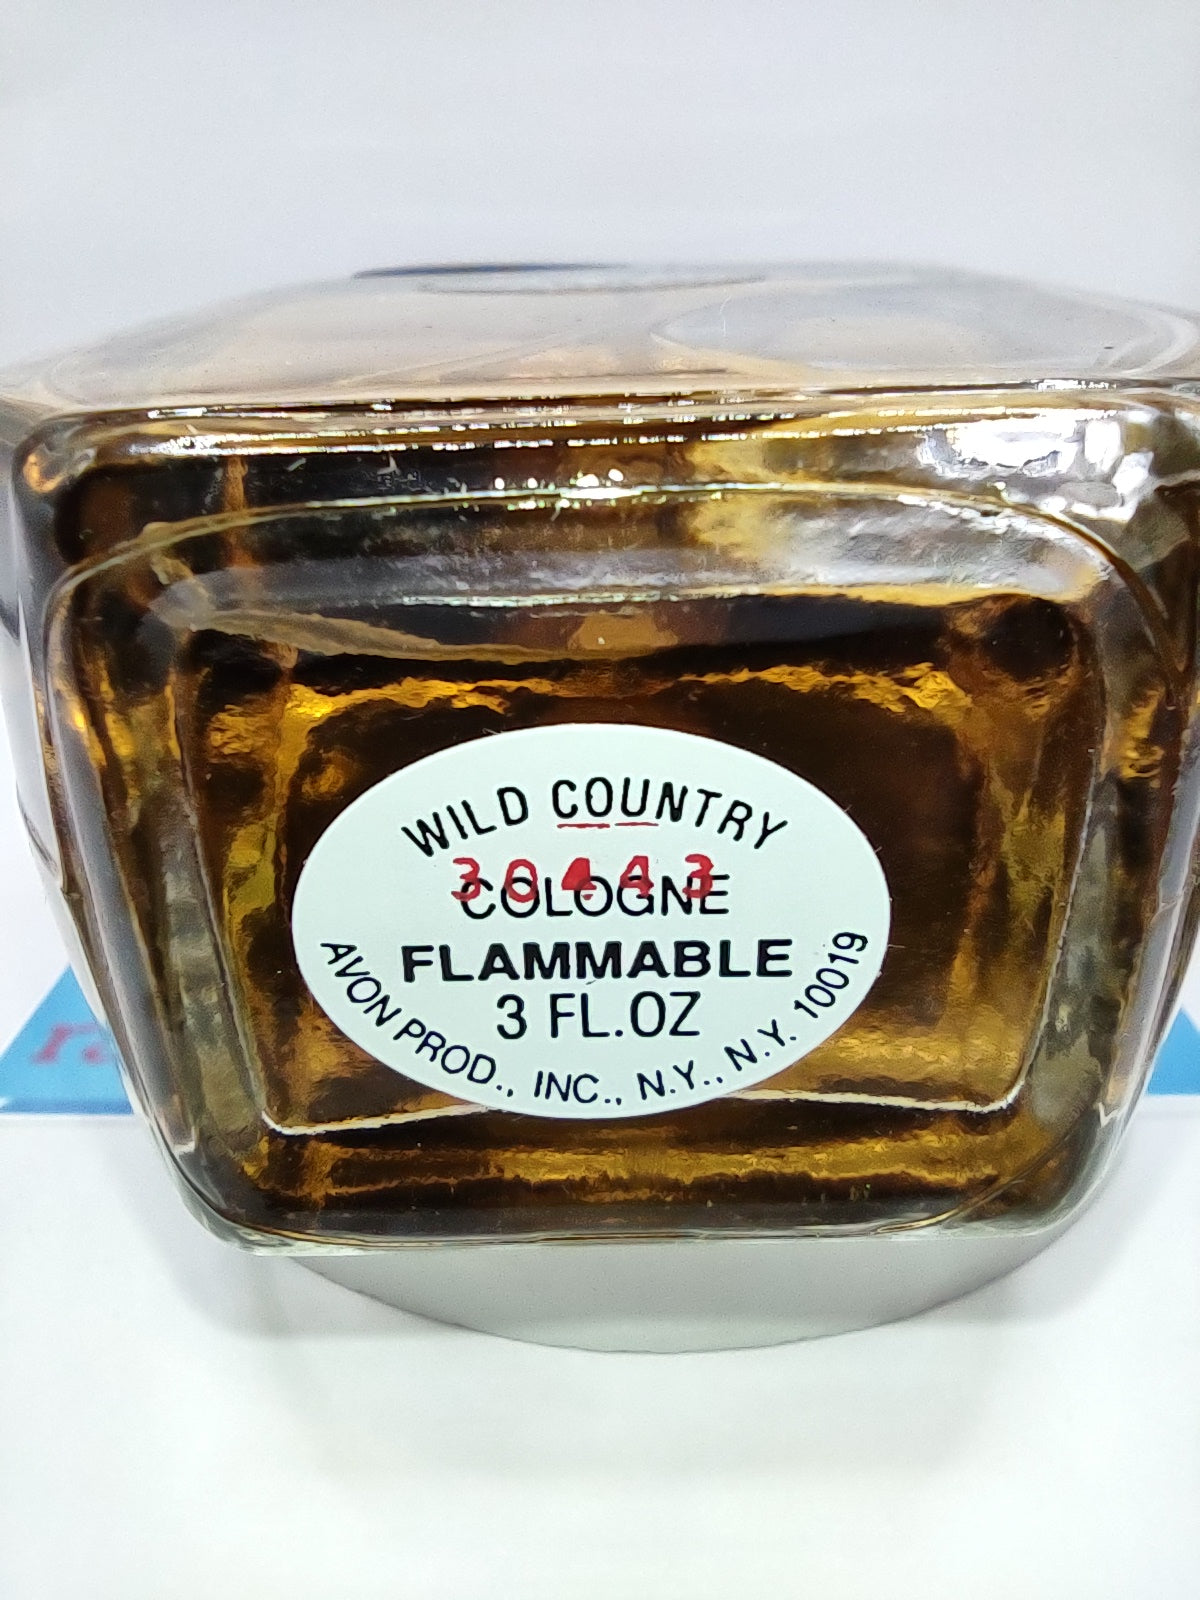 WILD COUNTRY
30443
COLOGNE
FLAMMABLE
3 FL.OZ
AVON PROD., INC., N.Y., N.Y. 10019